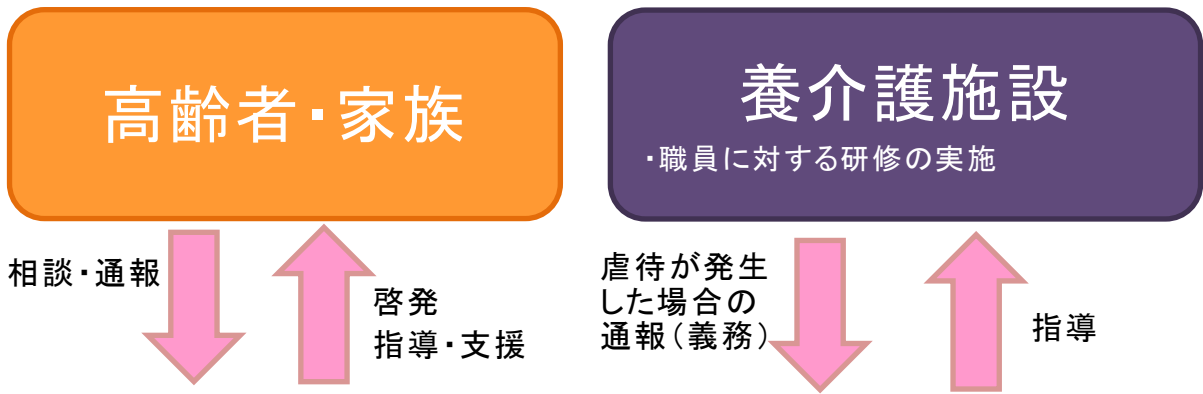 高齢者・家族
養介護施設
・職員に対する研修の実施
相談・通報
啓発
指導・支援
虐待が発生
した場合の
通報（義務）
指導